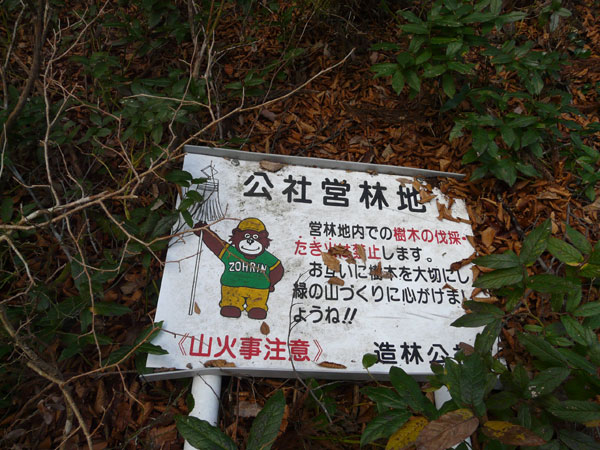 公社営林地
営林地内での樹木の伐採・
たき火は禁止します。
お互いに樹木を大切にし
緑の山づくりに心がけま
ようね!!
ZOHRIN
《山火事注意》
造林公